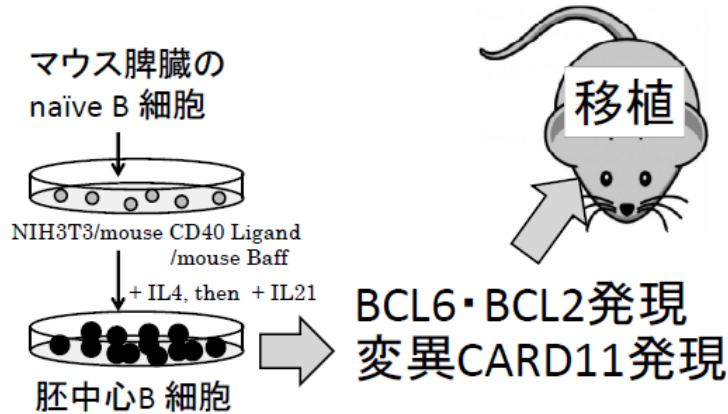 マウス脾臓の
naïve B 細胞
NIH3T3/mouse CD40 Ligand
/mouse Baff
+ IL4, then + IL21
胚中心B 細胞
移植
BCL6・BCL2発現
変異CARD11発現